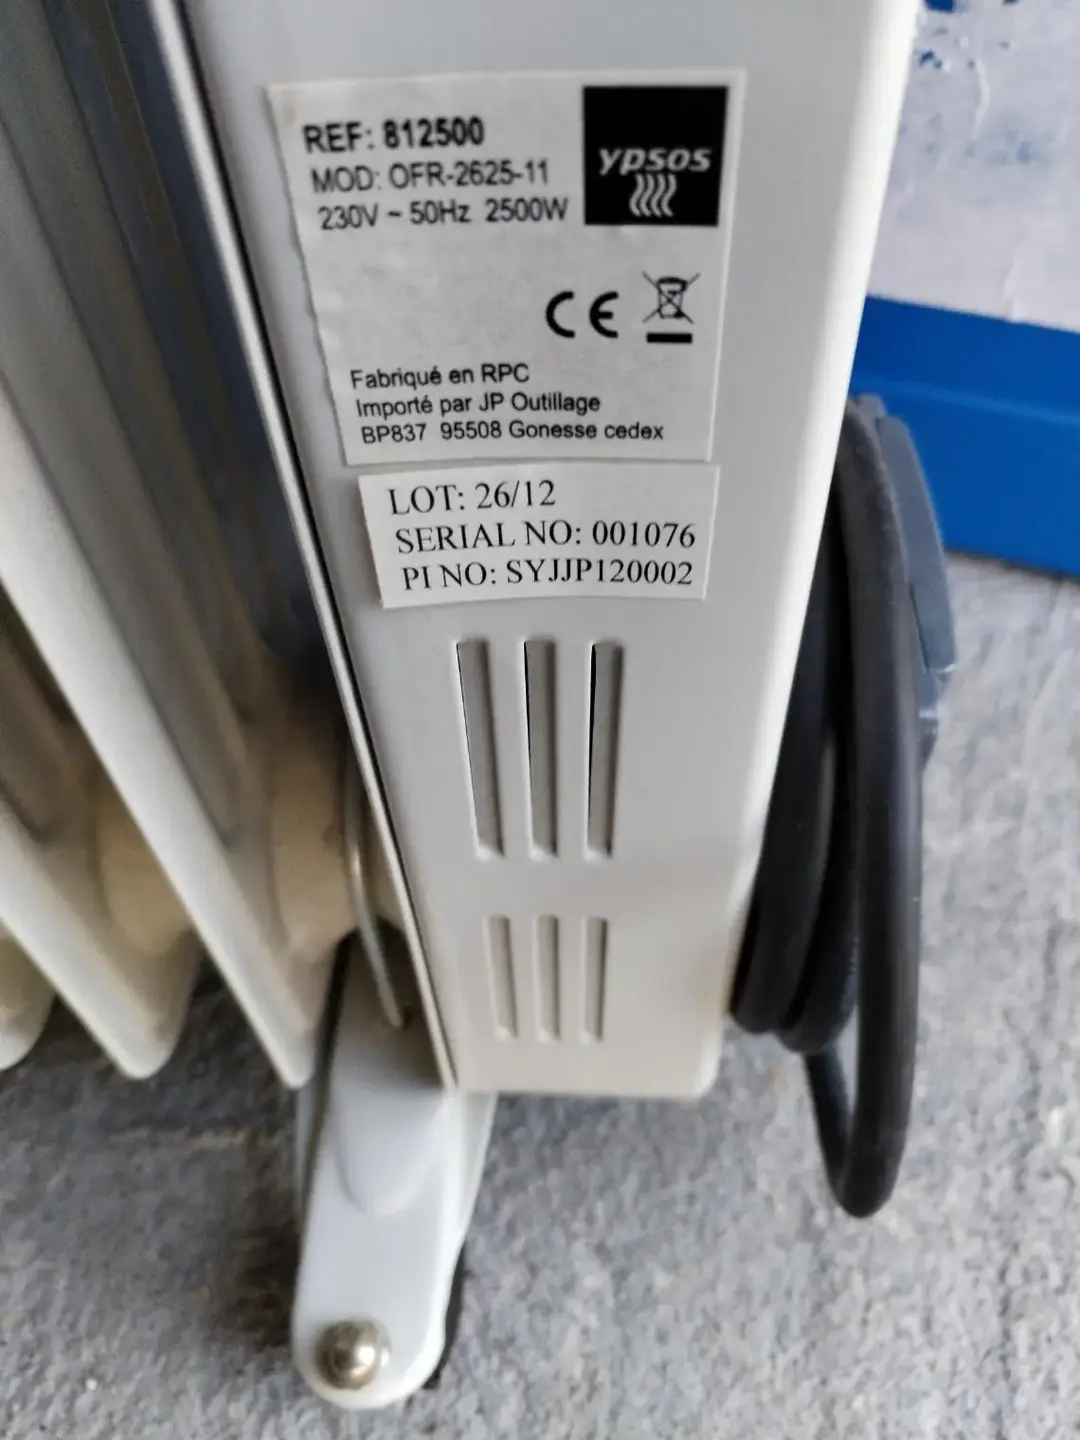 REF: 812500
MOD: OFR-2625-11
230V ~ 50Hz 2500W
ypsos
CE
Fabriqué en RPC
Importé par JP Outillage
BP837 95508 Gonesse cedex
LOT: 26/12
SERIAL NO: 001076
PI NO: SYJJP120002